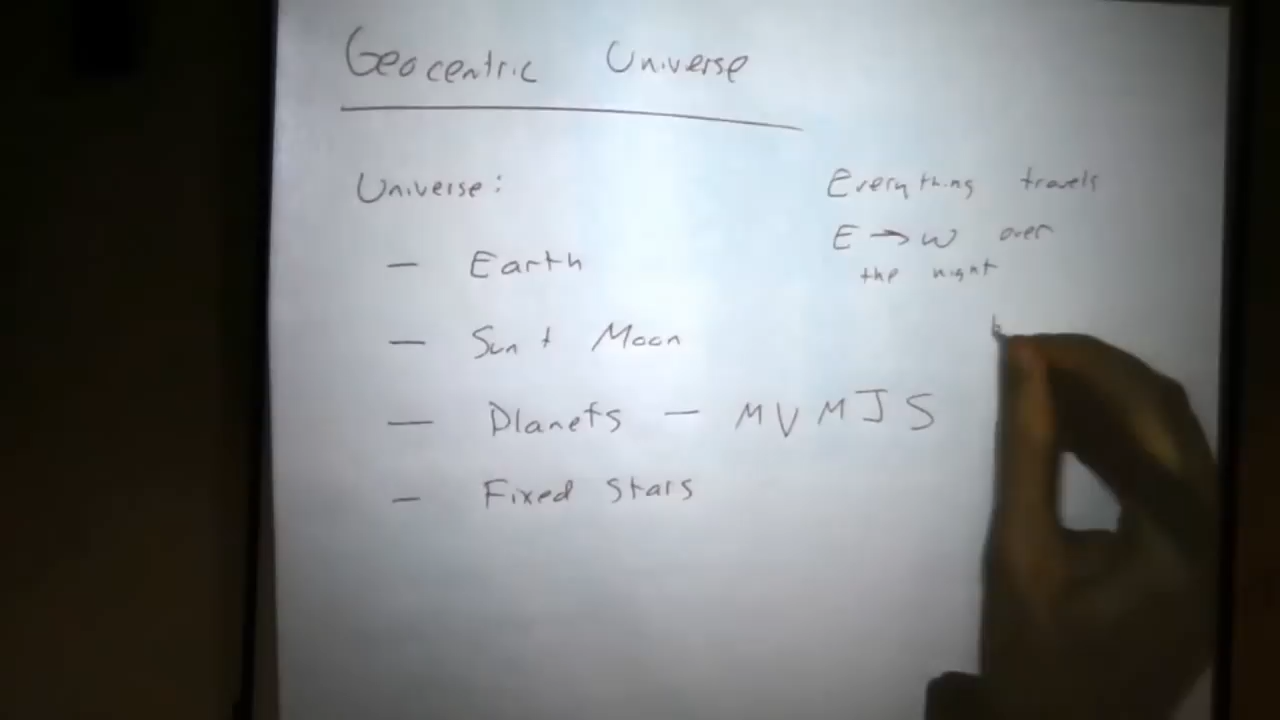 Geocentric Universe
Universe:
— Earth
— Sun + Moon
— Planets — M V M J S
— Fixed Stars
Everything travels
E → W over
the night